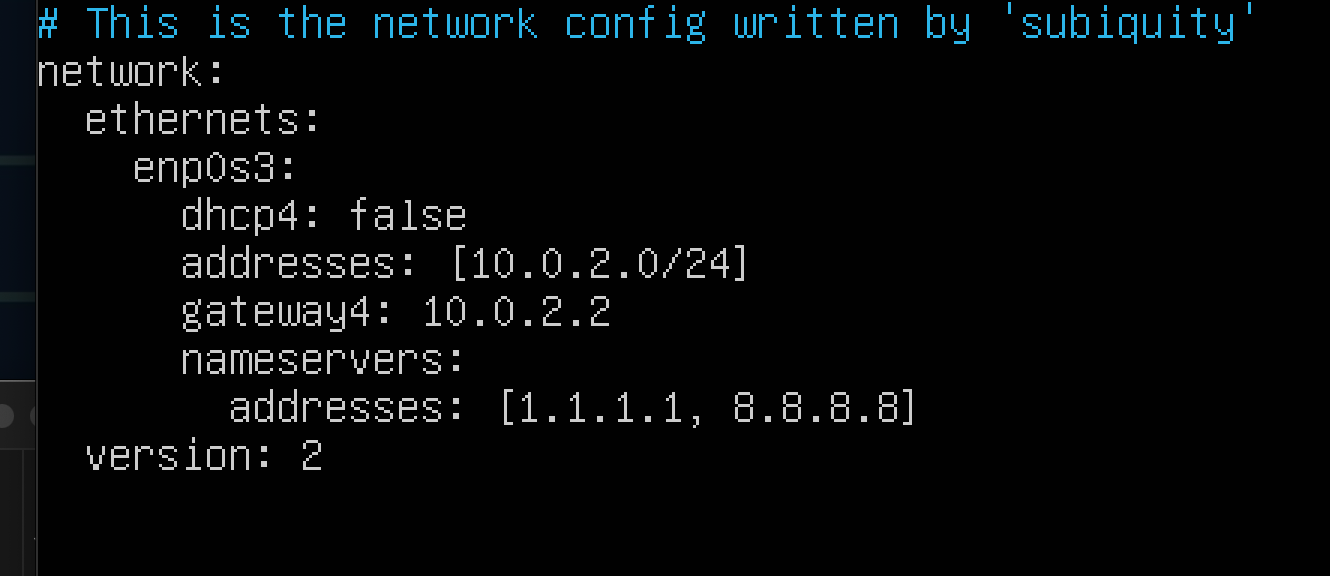 # This is the network config written by 'subiquity'
network:
  ethernets:
    enp0s3:
      dhcp4: false
      addresses: [10.0.2.0/24]
      gateway4: 10.0.2.2
      nameservers:
        addresses: [1.1.1.1, 8.8.8.8]
  version: 2